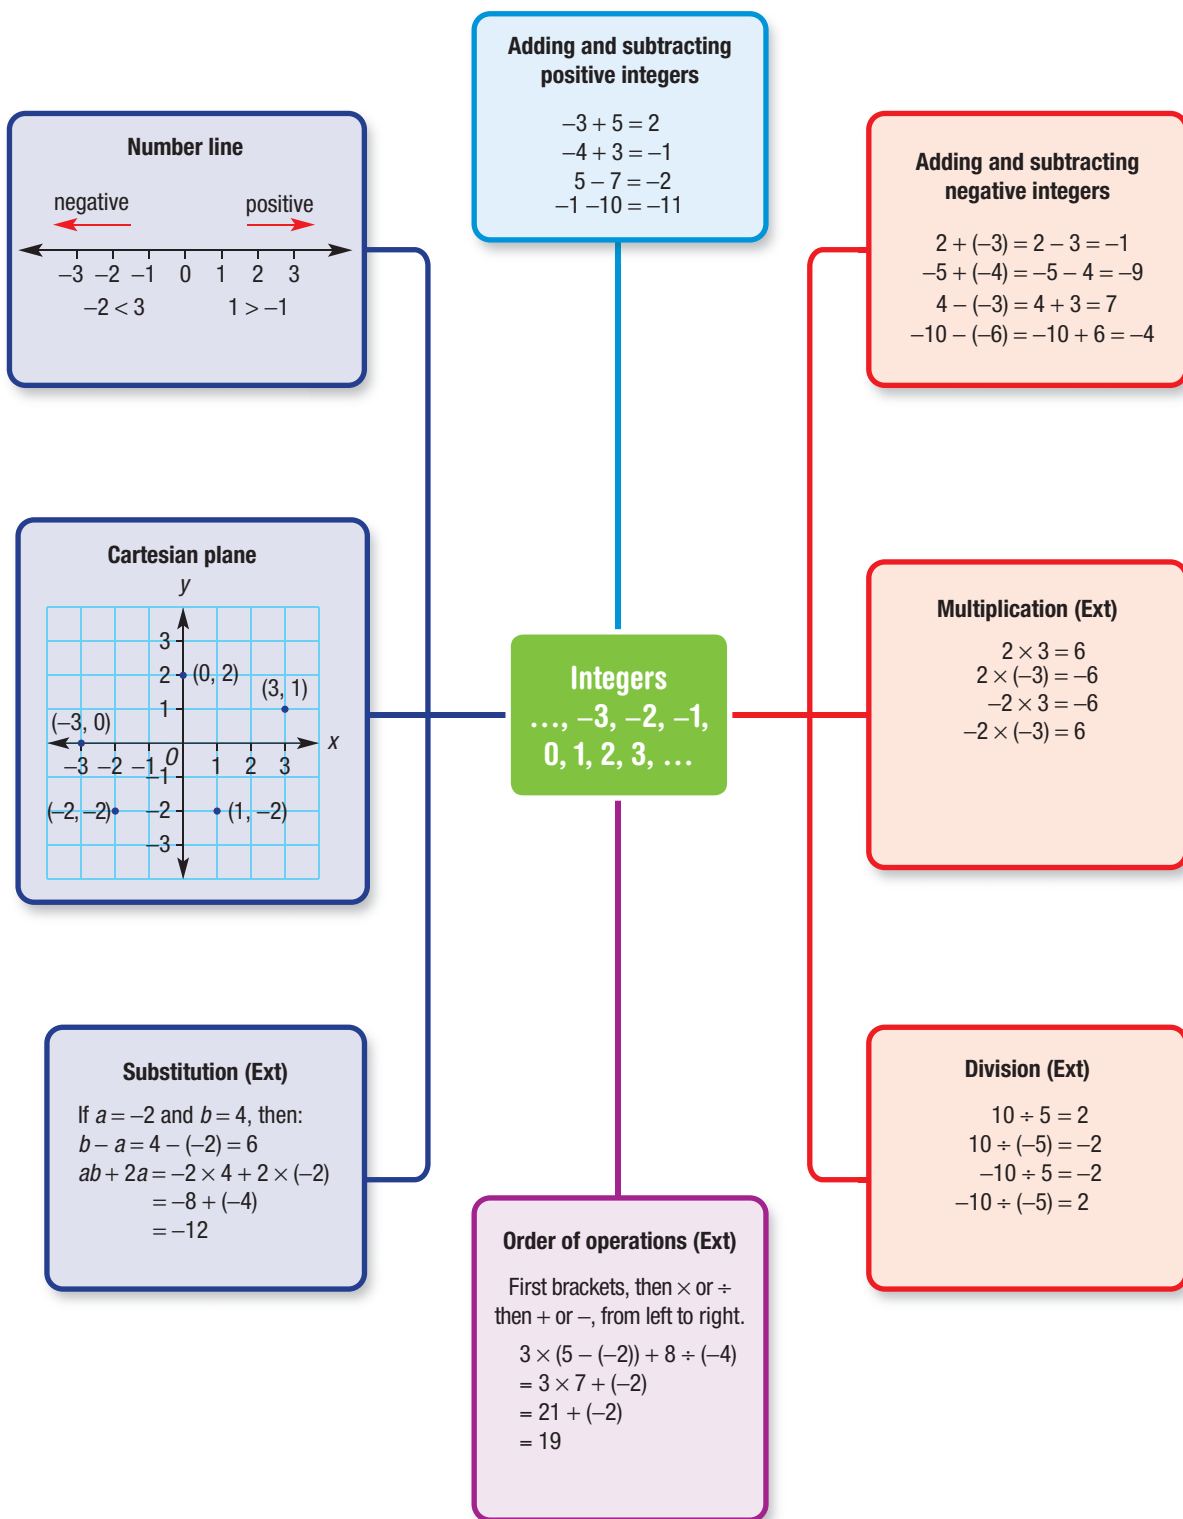 Adding and subtracting
positive integers
–3 + 5 = 2
–4 + 3 = –1
5 – 7 = –2
–1 –10 = –11
Number line
negative positive
–3 –2 –1 0 1 2 3
–2 < 3 1 > –1
Adding and subtracting
negative integers
2 + (–3) = 2 – 3 = –1
–5 + (–4) = –5 – 4 = –9
4 – (–3) = 4 + 3 = 7
–10 – (–6) = –10 + 6 = –4
Cartesian plane
y
3
2 (0, 2)
(3, 1)
1
(–3, 0)
x
O
–3 –2 –1 1 2 3
–1
(–2, –2) –2 (1, –2)
–3
Integers
…, –3, –2, –1,
0, 1, 2, 3, …
Multiplication (Ext)
2 × 3 = 6
2 × (–3) = –6
–2 × 3 = –6
–2 × (–3) = 6
Substitution (Ext)
If a = –2 and b = 4, then:
b – a = 4 – (–2) = 6
ab + 2a = –2 × 4 + 2 × (–2)
= –8 + (–4)
= –12
Order of operations (Ext)
First brackets, then × or ÷
then + or –, from left to right.
3 × (5 – (–2)) + 8 ÷ (–4)
= 3 × 7 + (–2)
= 21 + (–2)
= 19
Division (Ext)
10 ÷ 5 = 2
10 ÷ (–5) = –2
–10 ÷ 5 = –2
–10 ÷ (–5) = 2